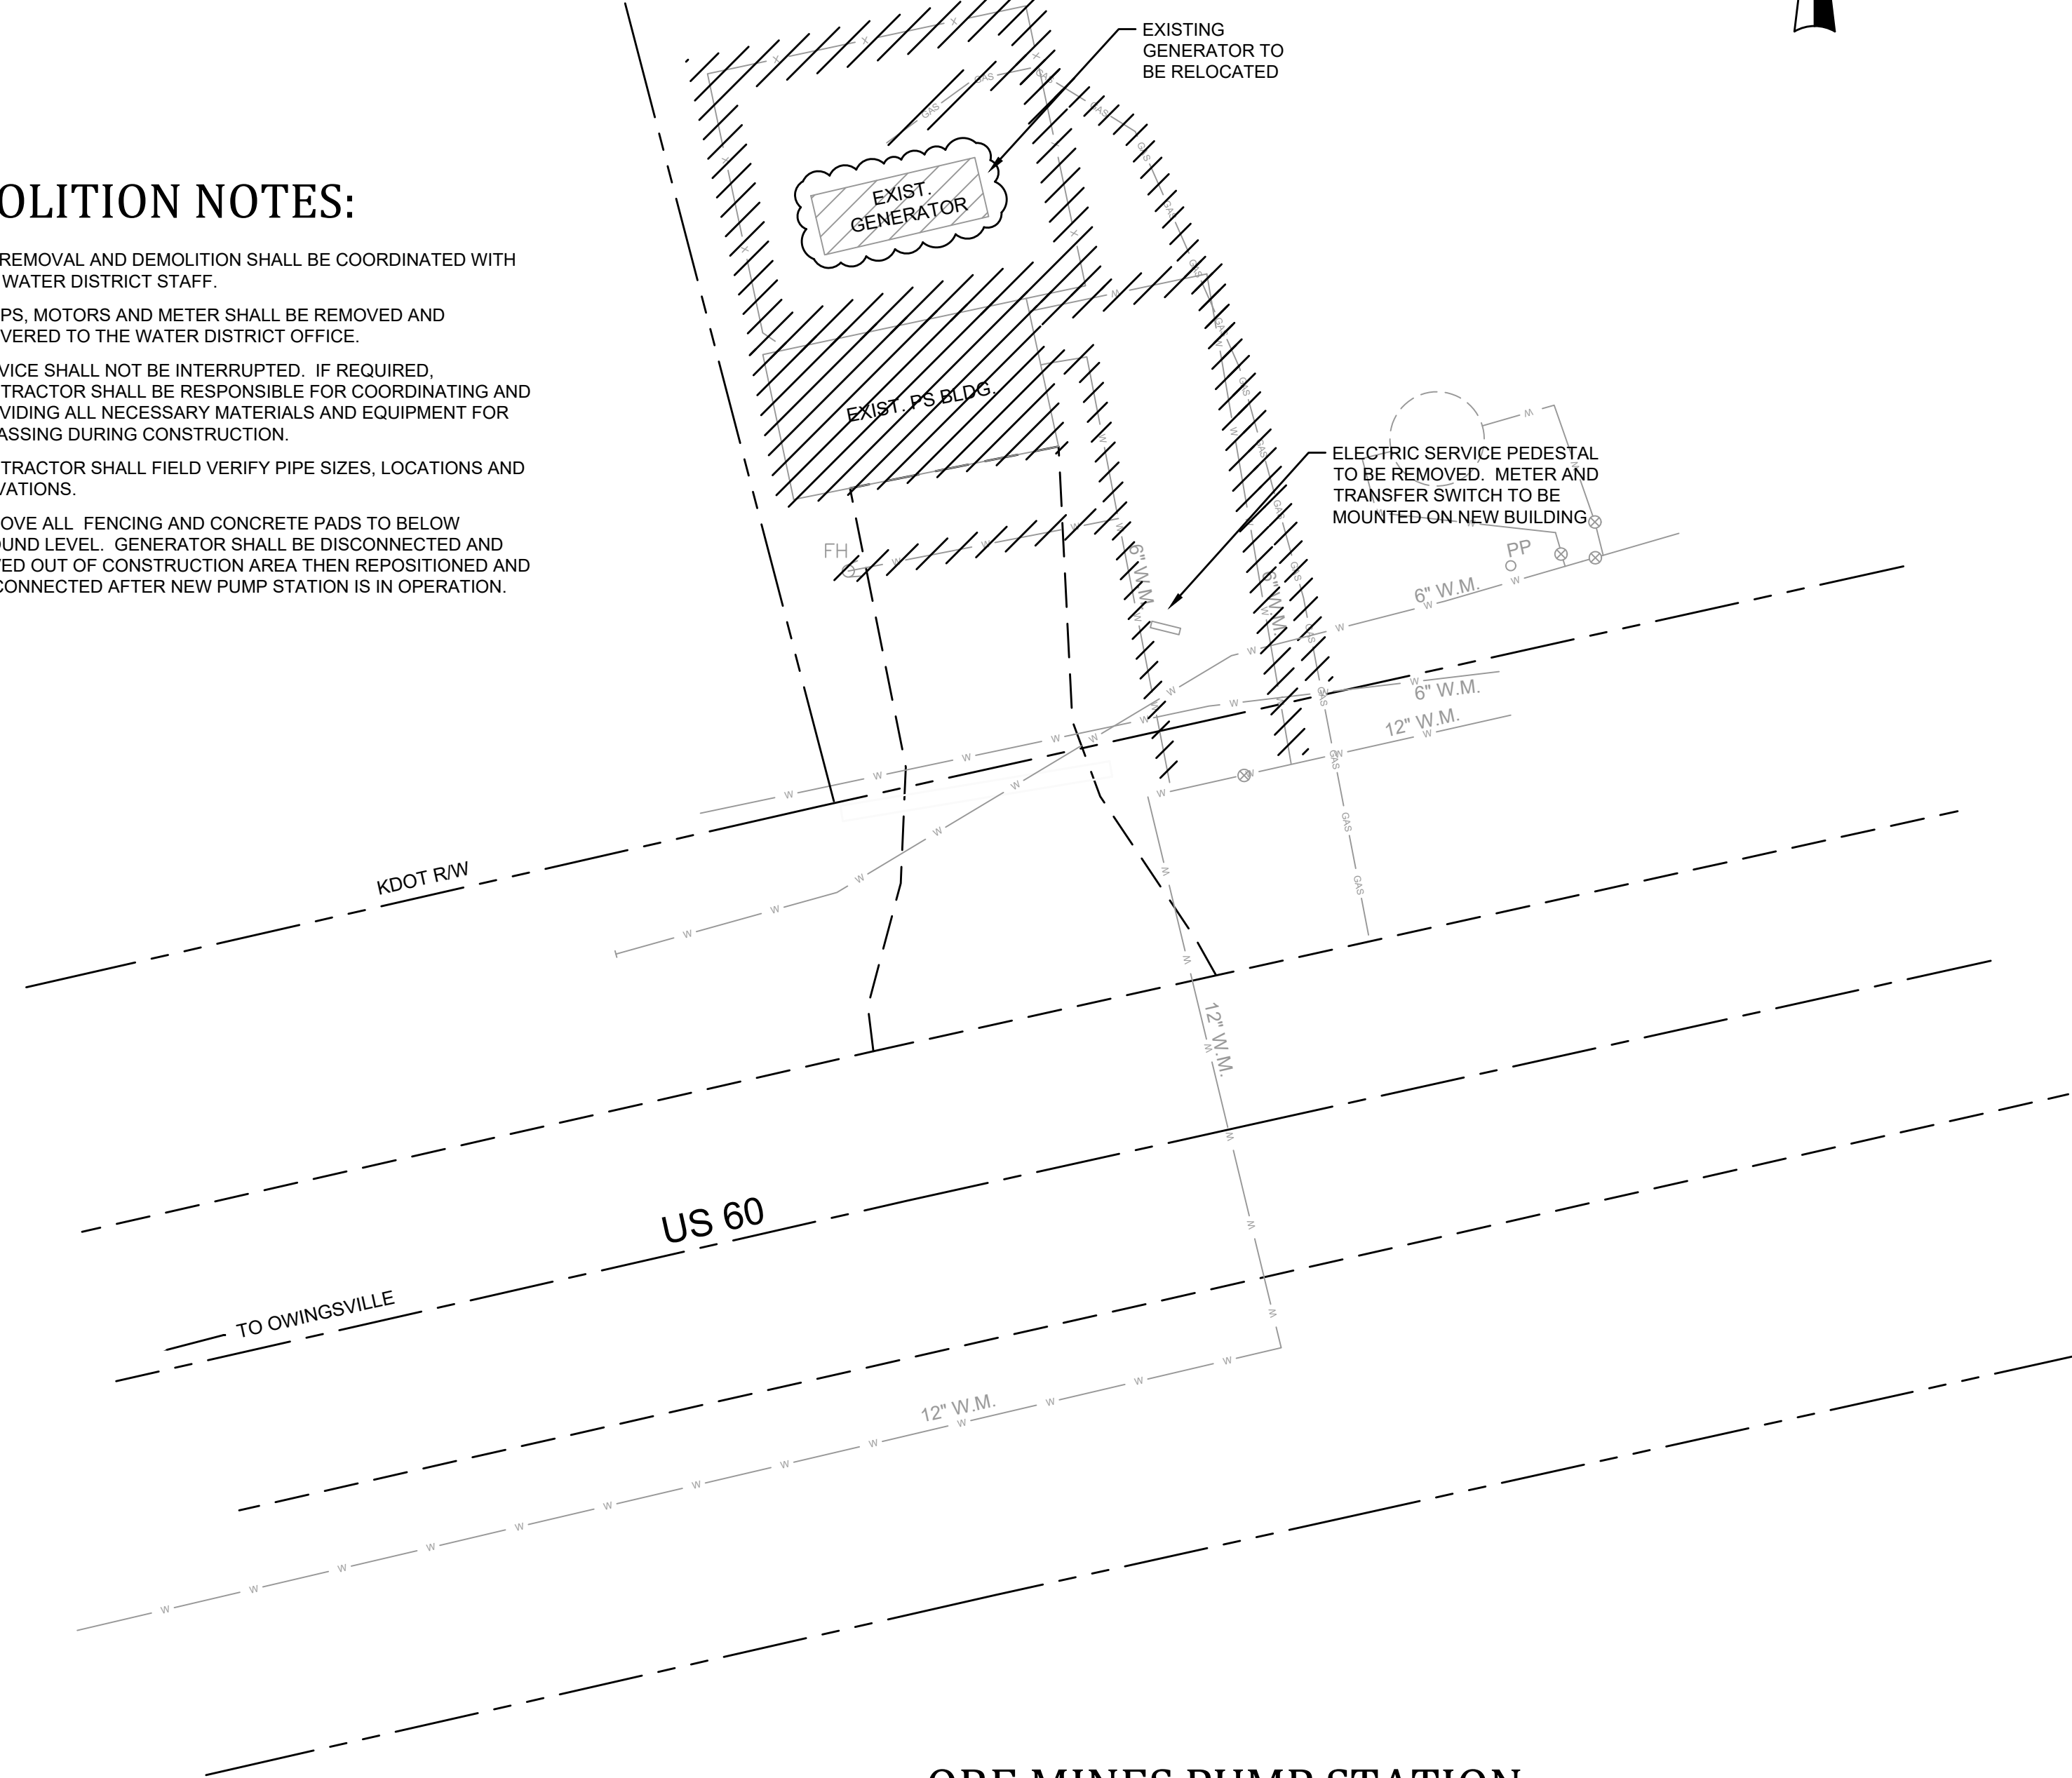 OLITION NOTES:
REMOVAL AND DEMOLITION SHALL BE COORDINATED WITH
WATER DISTRICT STAFF.
PS, MOTORS AND METER SHALL BE REMOVED AND
VERED TO THE WATER DISTRICT OFFICE.
VICE SHALL NOT BE INTERRUPTED.  IF REQUIRED,
TRACTOR SHALL BE RESPONSIBLE FOR COORDINATING AND
VIDING ALL NECESSARY MATERIALS AND EQUIPMENT FOR
ASSING DURING CONSTRUCTION.
TRACTOR SHALL FIELD VERIFY PIPE SIZES, LOCATIONS AND
VATIONS.
OVE ALL  FENCING AND CONCRETE PADS TO BELOW
UND LEVEL.  GENERATOR SHALL BE DISCONNECTED AND
VED OUT OF CONSTRUCTION AREA THEN REPOSITIONED AND
CONNECTED AFTER NEW PUMP STATION IS IN OPERATION.
EXISTING
GENERATOR TO
BE RELOCATED
EXIST.
GENERATOR
EXIST. PS BLDG.
ELECTRIC SERVICE PEDESTAL
TO BE REMOVED.  METER AND
TRANSFER SWITCH TO BE
MOUNTED ON NEW BUILDING
FH
PP
6" W.M.
6" W.M.
6" W.M.
6" W.M.
12" W.M.
KDOT R/W
12" W.M.
US 60
TO OWINGSVILLE
12" W.M.
ORE MINES PUMP STATION